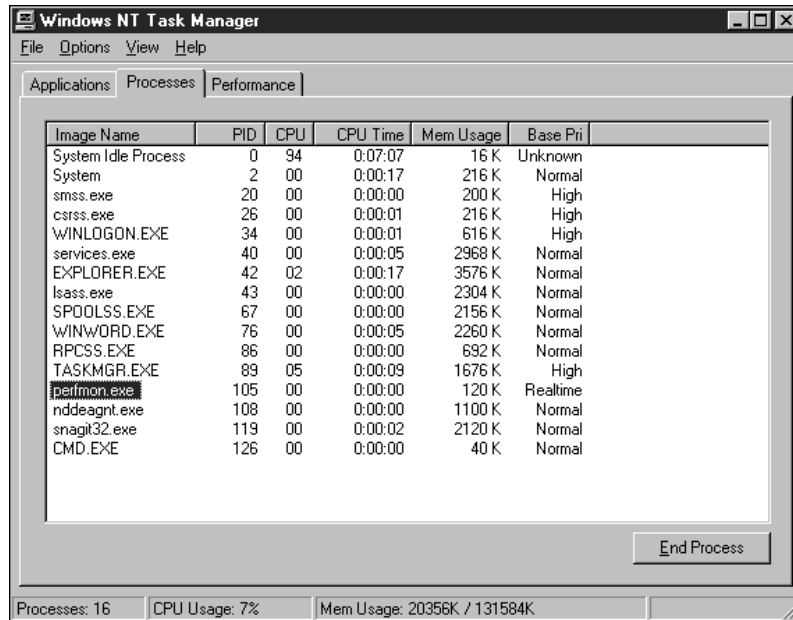 Windows NT Task Manager
File Options View Help
Applications Processes Performance
Image Name PID CPU CPU Time Mem Usage Base Pri
System Idle Process 0 94 0:07:07 16 K Unknown
System 2 00 0:00:17 216 K Normal
smss.exe 20 00 0:00:00 200 K High
csrss.exe 26 00 0:00:01 216 K High
WINLOGON.EXE 34 00 0:00:01 616 K High
services.exe 40 00 0:00:05 2968 K Normal
EXPLORER.EXE 42 02 0:00:17 3576 K Normal
lsass.exe 43 00 0:00:00 2304 K Normal
SPOOLSS.EXE 67 00 0:00:00 2156 K Normal
WINWORD.EXE 76 00 0:00:05 2260 K Normal
RPCSS.EXE 86 00 0:00:00 692 K Normal
TASKMGR.EXE 89 05 0:00:09 1676 K High
perfmon.exe 105 00 0:00:00 120 K Realtime
nddeagnt.exe 108 00 0:00:00 1100 K Normal
snagit32.exe 119 00 0:00:02 2120 K Normal
CMD.EXE 126 00 0:00:00 40 K Normal
End Process
Processes: 16 CPU Usage: 7% Mem Usage: 20356K / 131584K